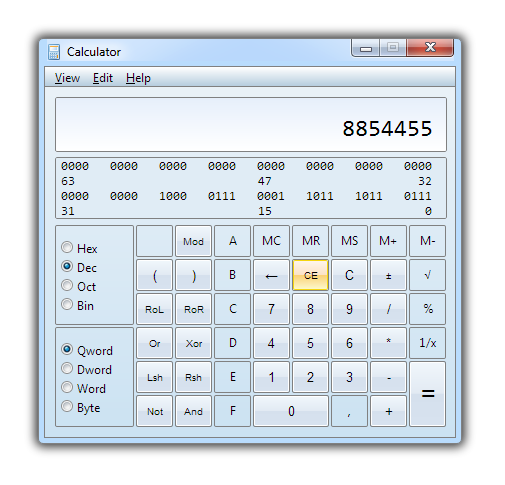 Calculator
View Edit Help
8854455
0000 0000 0000 0000 0000 0000 0000 0000
63 47 32
0000 0000 1000 0111 0001 1011 1011 0111
31 15 0
Hex
Dec
Oct
Bin
Qword
Dword
Word
Byte
Mod A MC MR MS M+ M-
( ) B ← CE C ± √
RoL RoR C 7 8 9 / %
Or Xor D 4 5 6 * 1/x
Lsh Rsh E 1 2 3 - =
Not And F 0 , +